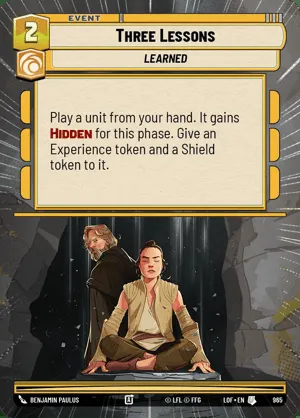 EVENT
2
THREE LESSONS
LEARNED
Play a unit from your hand. It gains
HIDDEN for this phase. Give an
Experience token and a Shield
token to it.
BENJAMIN PAULUS © LFL © FFG LOF • EN 965